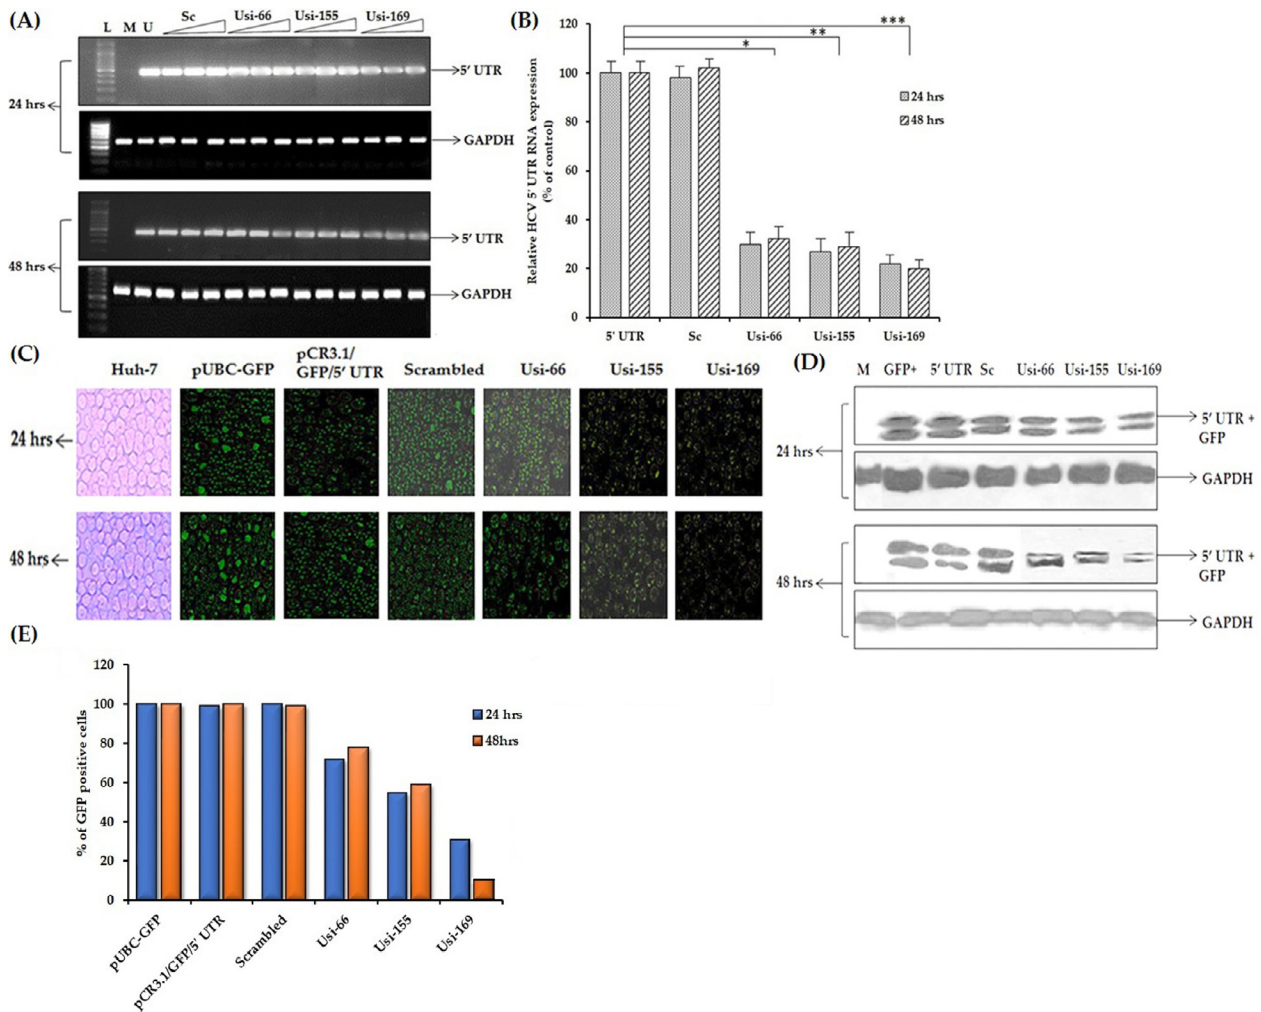 (A)
Sc Usi-66 Usi-155 Usi-169
L M U
5′ UTR
24 hrs
GAPDH
5′ UTR
48 hrs
GAPDH
(B)
Relative HCV 5′ UTR RNA expression
(% of control)
120
100
80
60
40
20
0
***
**
*
24 hrs
48 hrs
5′ UTR Sc Usi-66 Usi-155 Usi-169
(C)
Huh-7 pUBC-GFP pCR3.1/ Scrambled Usi-66 Usi-155 Usi-169
GFP/5′ UTR
24 hrs
48 hrs
(D)
M GFP+ 5′ UTR Sc Usi-66 Usi-155 Usi-169
5′ UTR +
GFP
24 hrs
GAPDH
5′ UTR +
GFP
48 hrs
GAPDH
(E)
% of GFP positive cells
120
100
80
60
40
20
0
24 hrs
48hrs
pUBC-GFP
pCR3.1/GFP/5′ UTR
Scrambled
Usi-66
Usi-155
Usi-169